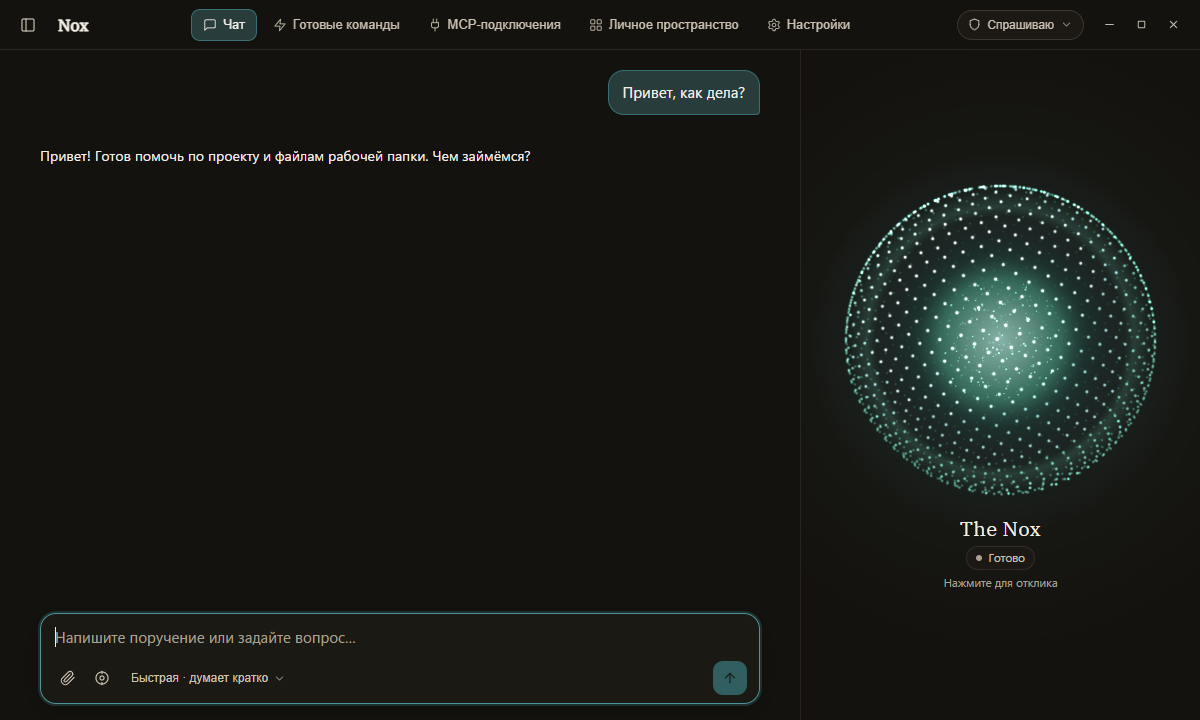 Nox
Чат
Готовые команды
MCP-подключения
Личное пространство
Настройки
Спрашиваю
Привет, как дела?
Привет! Готов помочь по проекту и файлам рабочей папки. Чем займёмся?
The Nox
Готово
Нажмите для отклика
Напишите поручение или задайте вопрос...
Быстрая · думает кратко